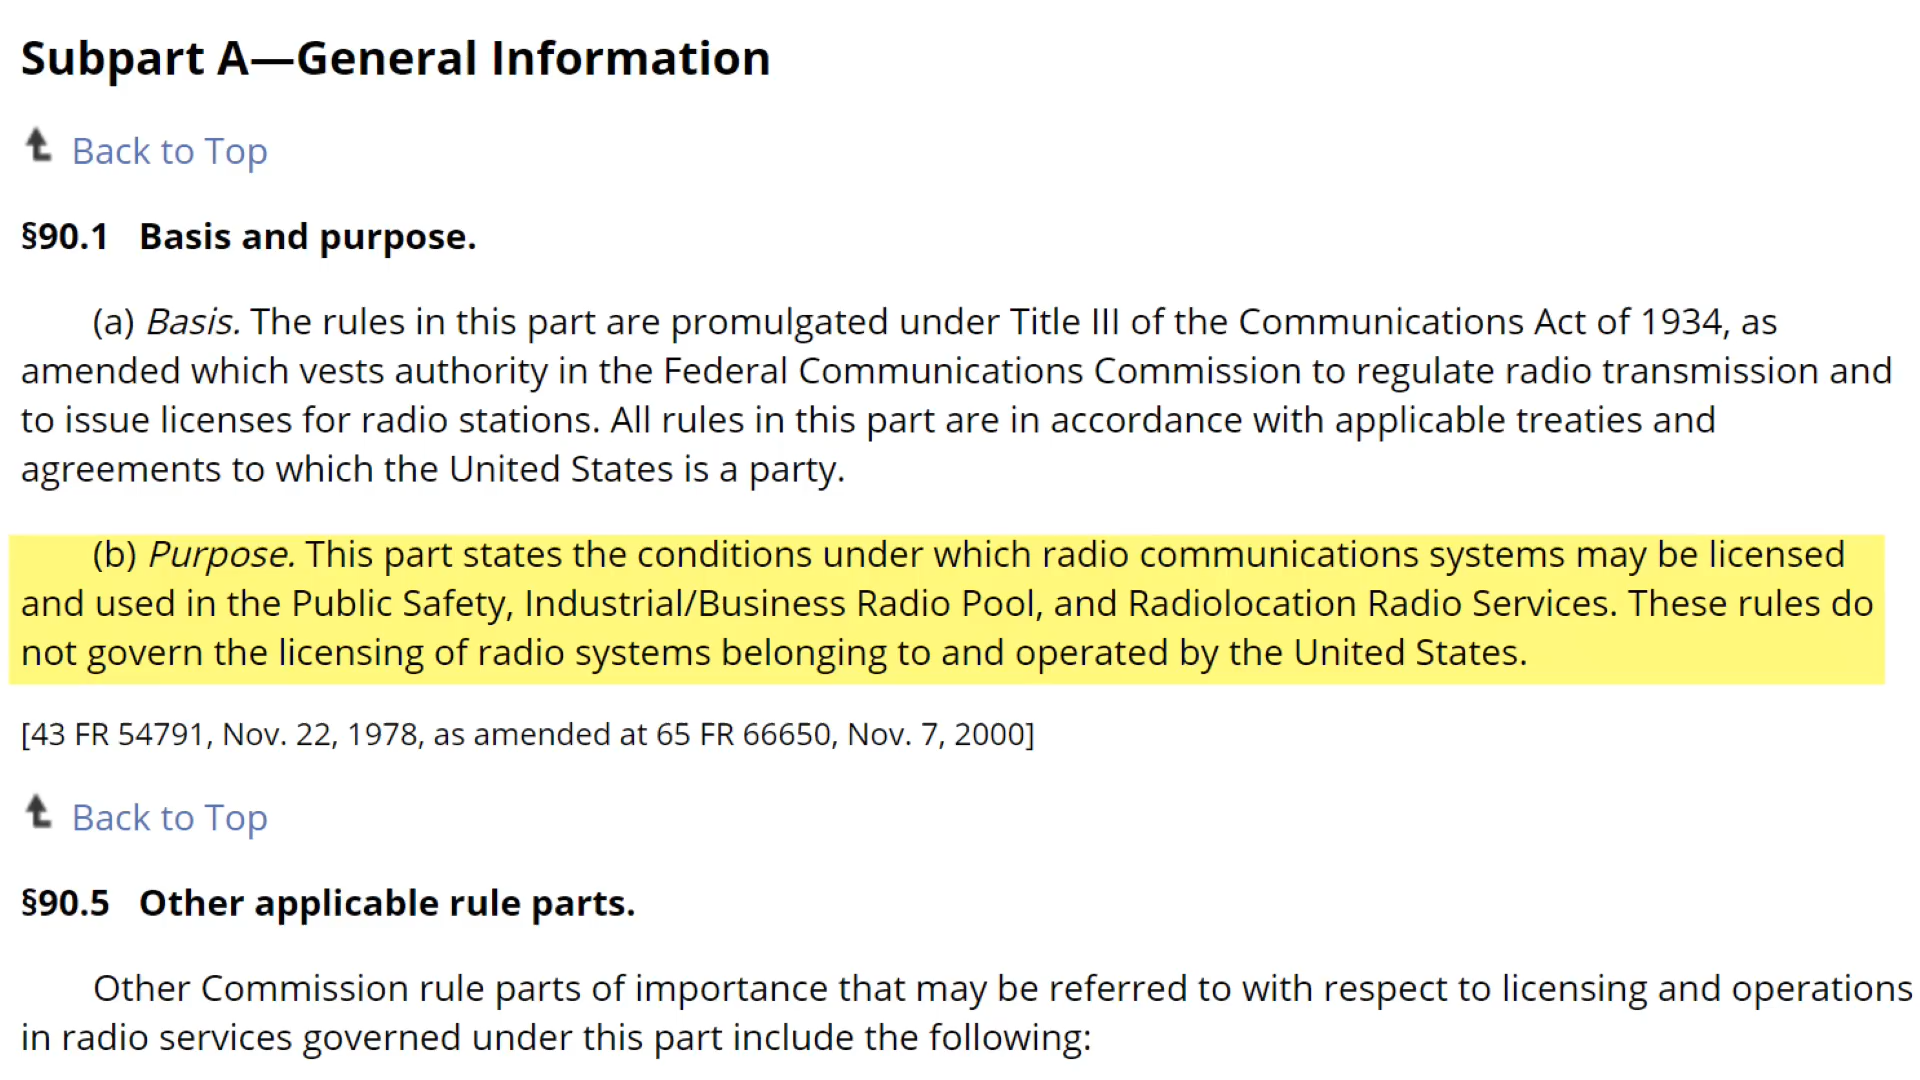 Subpart A—General Information
Back to Top
§90.1 Basis and purpose.
(a) Basis. The rules in this part are promulgated under Title III of the Communications Act of 1934, as
amended which vests authority in the Federal Communications Commission to regulate radio transmission and
to issue licenses for radio stations. All rules in this part are in accordance with applicable treaties and
agreements to which the United States is a party.
(b) Purpose. This part states the conditions under which radio communications systems may be licensed
and used in the Public Safety, Industrial/Business Radio Pool, and Radiolocation Radio Services. These rules do
not govern the licensing of radio systems belonging to and operated by the United States.
[43 FR 54791, Nov. 22, 1978, as amended at 65 FR 66650, Nov. 7, 2000]
Back to Top
§90.5 Other applicable rule parts.
Other Commission rule parts of importance that may be referred to with respect to licensing and operations
in radio services governed under this part include the following: